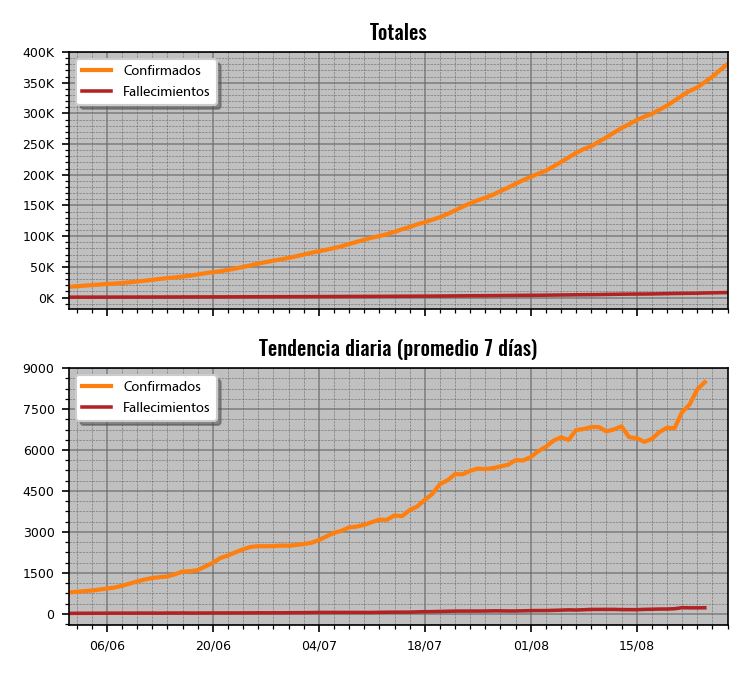 Totales
400K
350K
300K
250K
200K
150K
100K
50K
0K
Confirmados
Fallecimientos
Tendencia diaria (promedio 7 días)
9000
7500
6000
4500
3000
1500
0
Confirmados
Fallecimientos
06/06 20/06 04/07 18/07 01/08 15/08